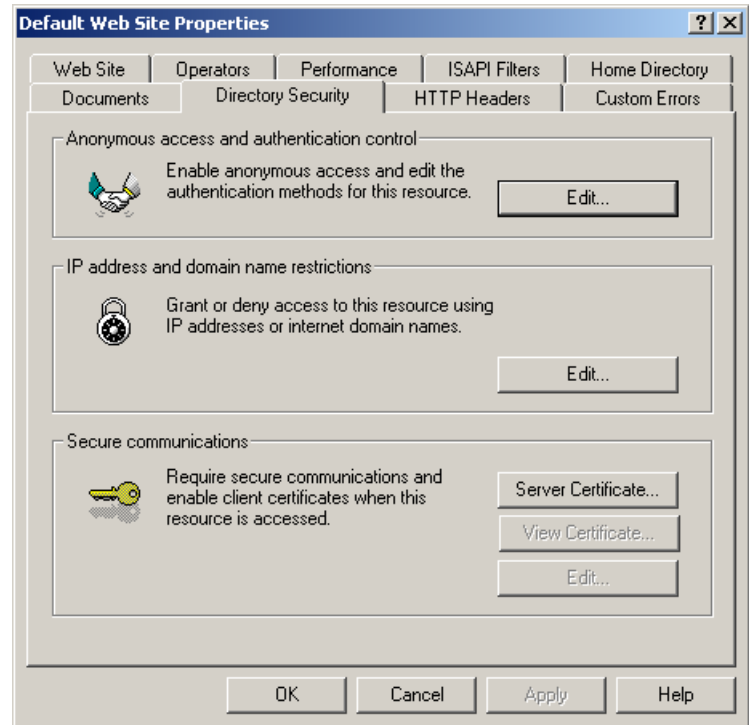 Default Web Site Properties
Web Site Operators Performance ISAPI Filters Home Directory
Documents Directory Security HTTP Headers Custom Errors
Anonymous access and authentication control
Enable anonymous access and edit the
authentication methods for this resource.
Edit...
IP address and domain name restrictions
Grant or deny access to this resource using
IP addresses or internet domain names.
Edit...
Secure communications
Require secure communications and
enable client certificates when this
resource is accessed.
Server Certificate...
View Certificate...
Edit...
OK Cancel Apply Help